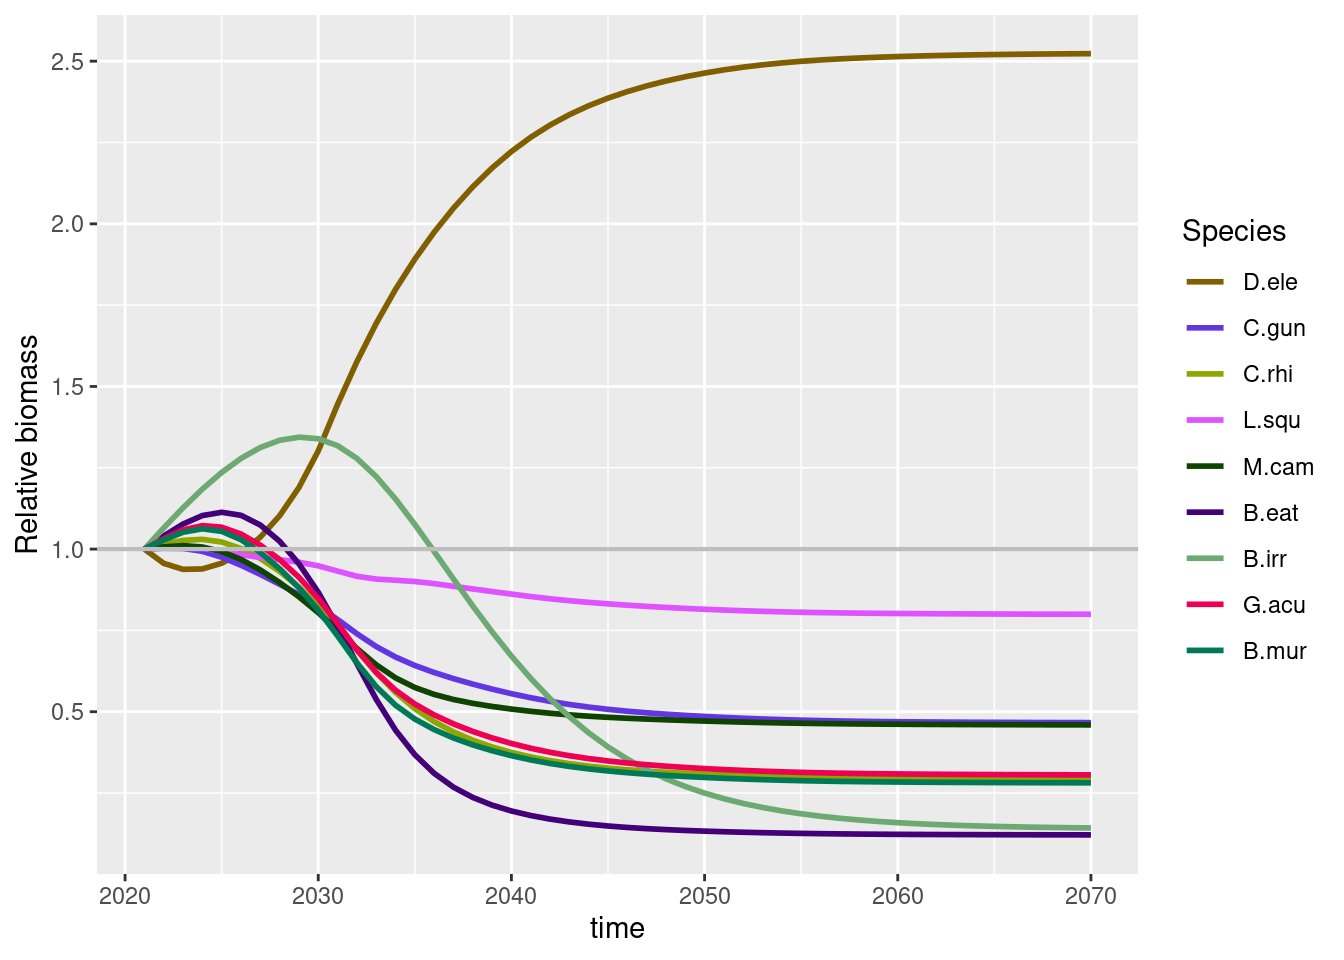 Relative biomass
2.5
2.0
1.5
1.0
0.5
2020 2030 2040 2050 2060 2070
time
Species
D.ele
C.gun
C.rhi
L.squ
M.cam
B.eat
B.irr
G.acu
B.mur